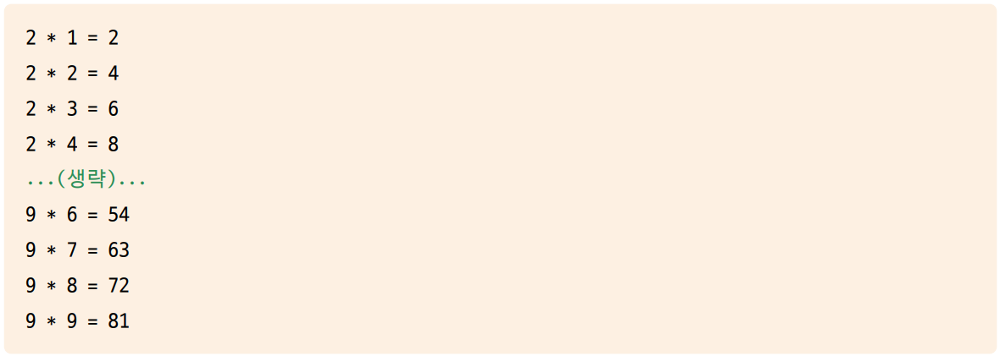 2 * 1 = 2
2 * 2 = 4
2 * 3 = 6
2 * 4 = 8
...(생략)...
9 * 6 = 54
9 * 7 = 63
9 * 8 = 72
9 * 9 = 81